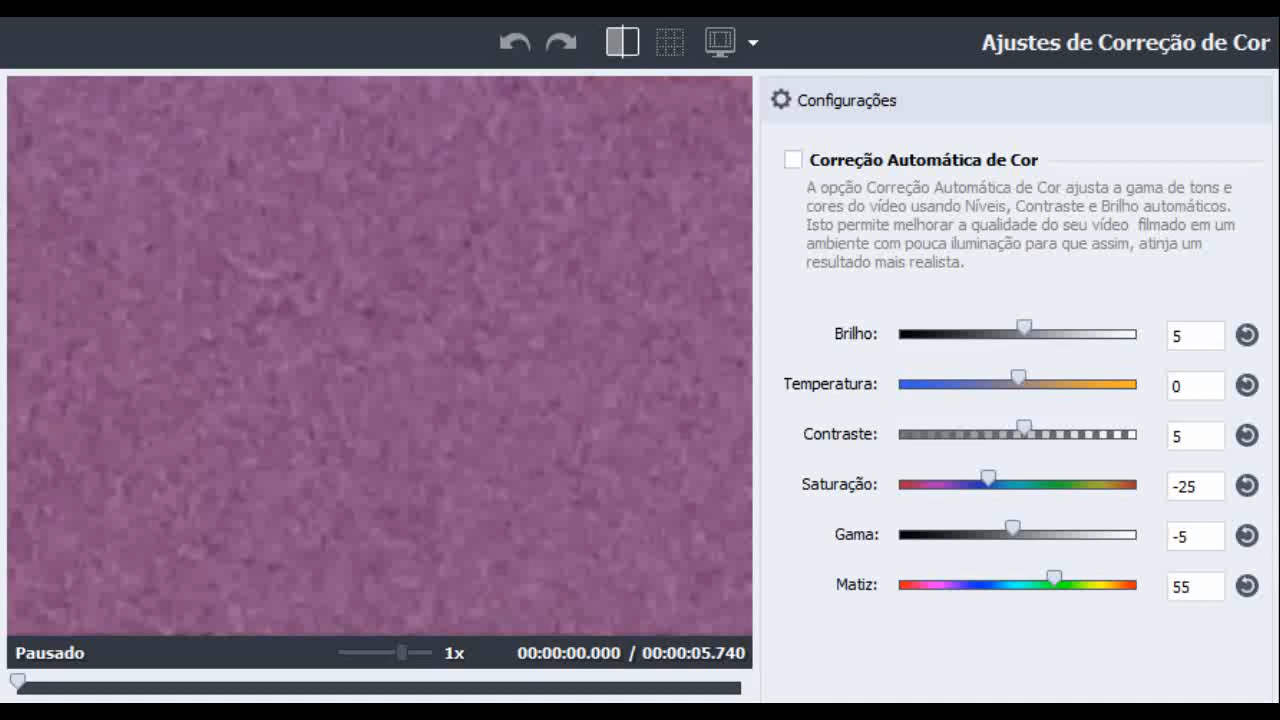 Ajustes de Correção de Cor
Configurações
Correção Automática de Cor
A opção Correção Automática de Cor ajusta a gama de tons e
cores do vídeo usando Níveis, Contraste e Brilho automáticos.
Isto permite melhorar a qualidade do seu vídeo filmado em um
ambiente com pouca iluminação para que assim, atinja um
resultado mais realista.
Brilho: 5
Temperatura: 0
Contraste: 5
Saturação: -25
Gama: -5
Matiz: 55
Pausado 1x 00:00:00.000 / 00:00:05.740